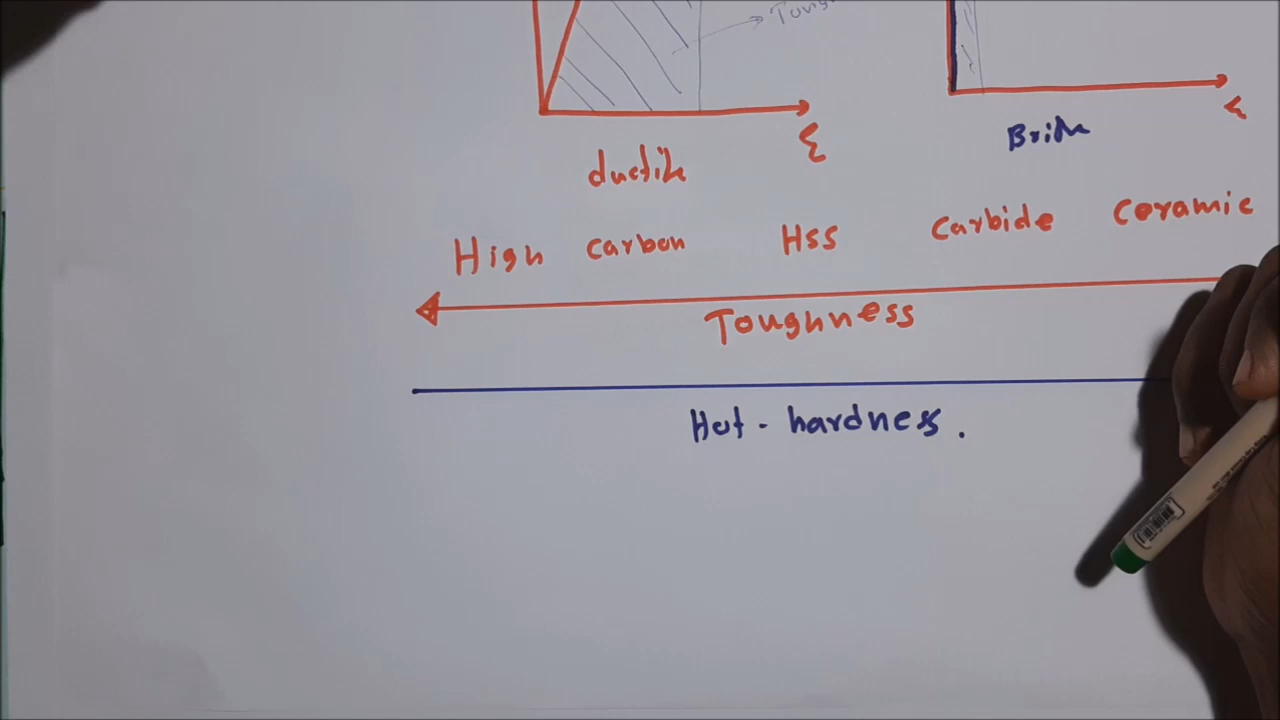 ε
ε
ductile
Brittle
High carbon HSS Carbide Ceramic
Toughness
Hot - hardness.